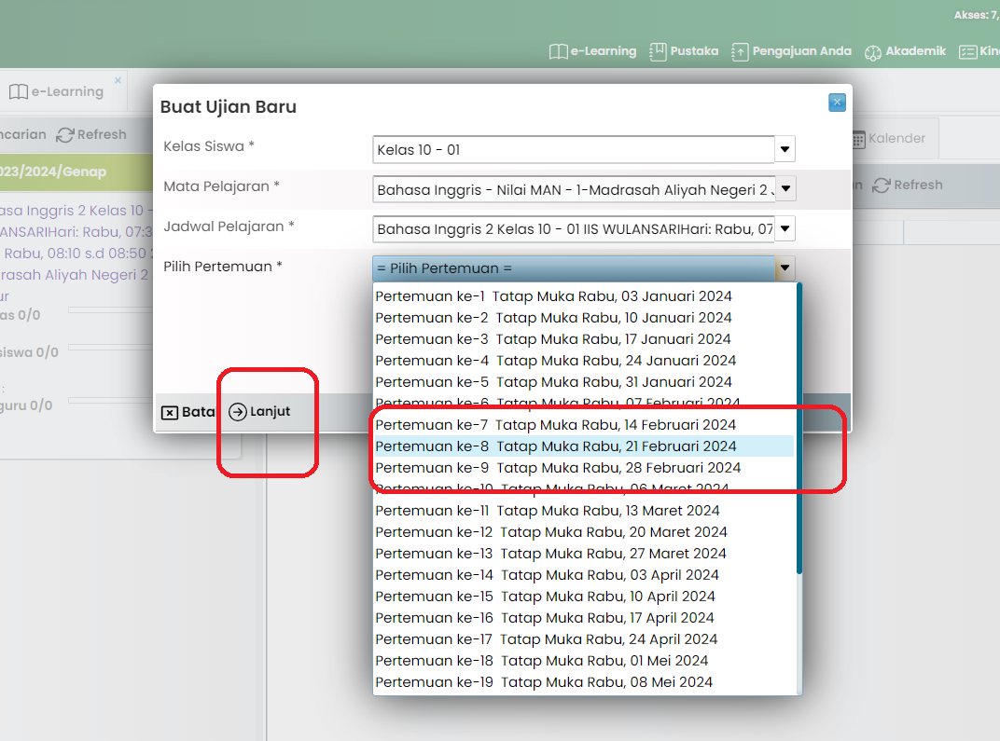 Akses: 7,
e-Learning Pustaka Pengajuan Anda Akademik Kin
e-Learning
ncarian Refresh
023/2024/Genap
asa Inggris 2 Kelas 10 -
ANSARIHari: Rabu, 07:3
Rabu, 08:10 s.d 08:50
rasah Aliyah Negeri 2
ur
as 0/0
siswa 0/0
:
guru 0/0
Buat Ujian Baru
Kelas Siswa * Kelas 10 - 01
Mata Pelajaran * Bahasa Inggris - Nilai MAN - 1-Madrasah Aliyah Negeri 2 J
Jadwal Pelajaran * Bahasa Inggris 2 Kelas 10 - 01 IIS WULANSARIHari: Rabu, 07
Pilih Pertemuan * = Pilih Pertemuan =
Pertemuan ke-1 Tatap Muka Rabu, 03 Januari 2024
Pertemuan ke-2 Tatap Muka Rabu, 10 Januari 2024
Pertemuan ke-3 Tatap Muka Rabu, 17 Januari 2024
Pertemuan ke-4 Tatap Muka Rabu, 24 Januari 2024
Pertemuan ke-5 Tatap Muka Rabu, 31 Januari 2024
Pertemuan ke-6 Tatap Muka Rabu, 07 Februari 2024
Pertemuan ke-7 Tatap Muka Rabu, 14 Februari 2024
Pertemuan ke-8 Tatap Muka Rabu, 21 Februari 2024
Pertemuan ke-9 Tatap Muka Rabu, 28 Februari 2024
Pertemuan ke-10 Tatap Muka Rabu, 06 Maret 2024
Pertemuan ke-11 Tatap Muka Rabu, 13 Maret 2024
Pertemuan ke-12 Tatap Muka Rabu, 20 Maret 2024
Pertemuan ke-13 Tatap Muka Rabu, 27 Maret 2024
Pertemuan ke-14 Tatap Muka Rabu, 03 April 2024
Pertemuan ke-15 Tatap Muka Rabu, 10 April 2024
Pertemuan ke-16 Tatap Muka Rabu, 17 April 2024
Pertemuan ke-17 Tatap Muka Rabu, 24 April 2024
Pertemuan ke-18 Tatap Muka Rabu, 01 Mei 2024
Pertemuan ke-19 Tatap Muka Rabu, 08 Mei 2024
Bata Lanjut
Kalender
n Refresh